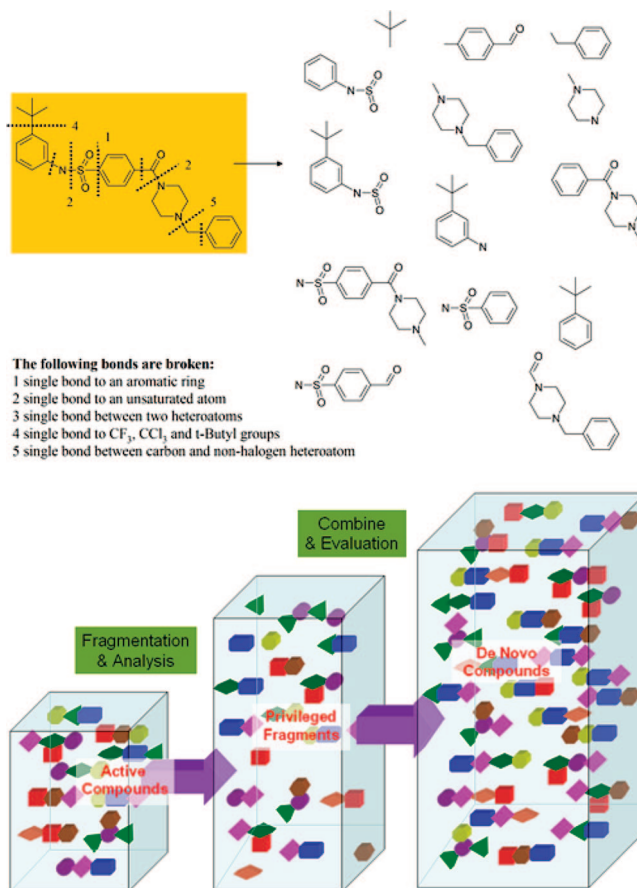 4
1
2
2
5
N
S
O
O
O
N
N
O
N
S
O
O
N
N
N
N
N
S
O
O
N
O
N
N
N
S
O
O
O
N
N
N
S
O
O
N
S
O
O
O
O
N
N
The following bonds are broken:
1 single bond to an aromatic ring
2 single bond to an unsaturated atom
3 single bond between two heteroatoms
4 single bond to CF₃, CCl₃ and t-Butyl groups
5 single bond between carbon and non-halogen heteroatom
Combine
& Evaluation
Fragmentation
& Analysis
De Novo
Compounds
Privileged
Fragments
Active
Compounds